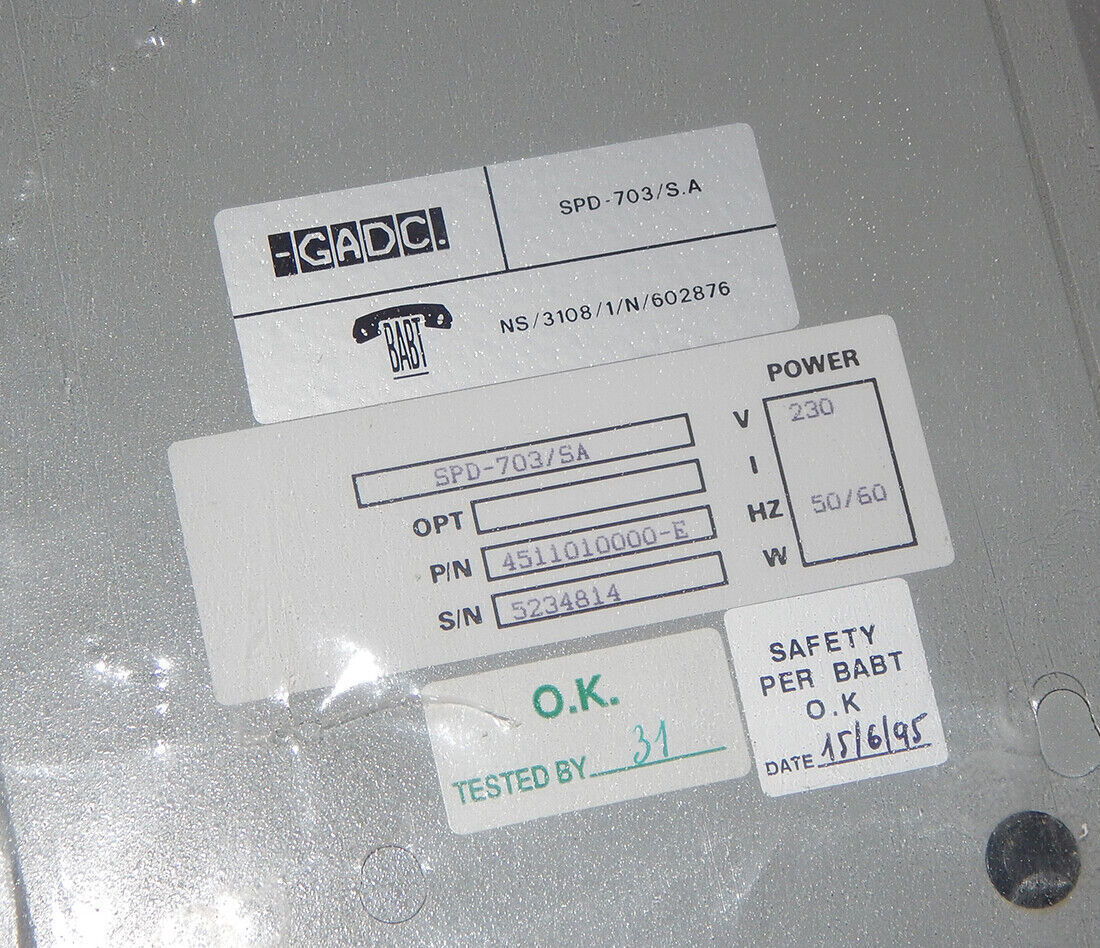 -GADC.
SPD-703/S.A
BABT
NS/3108/1/N/602876
POWER
V 230
I
HZ 50/60
W
SPD-703/SA
OPT
P/N 4511010000-E
S/N 5234814
O.K.
TESTED BY 31
SAFETY
PER BABT
O.K
DATE 15/6/95